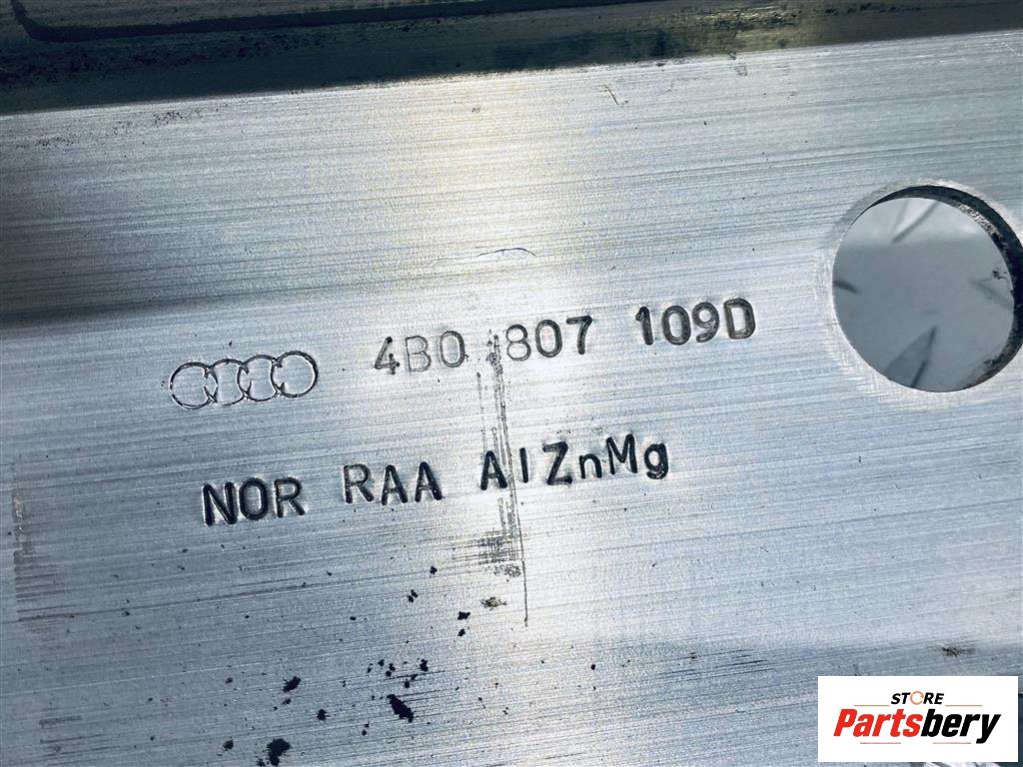 4B0 807 109D
NOR RAA AlZnMg
STORE
Partsbery